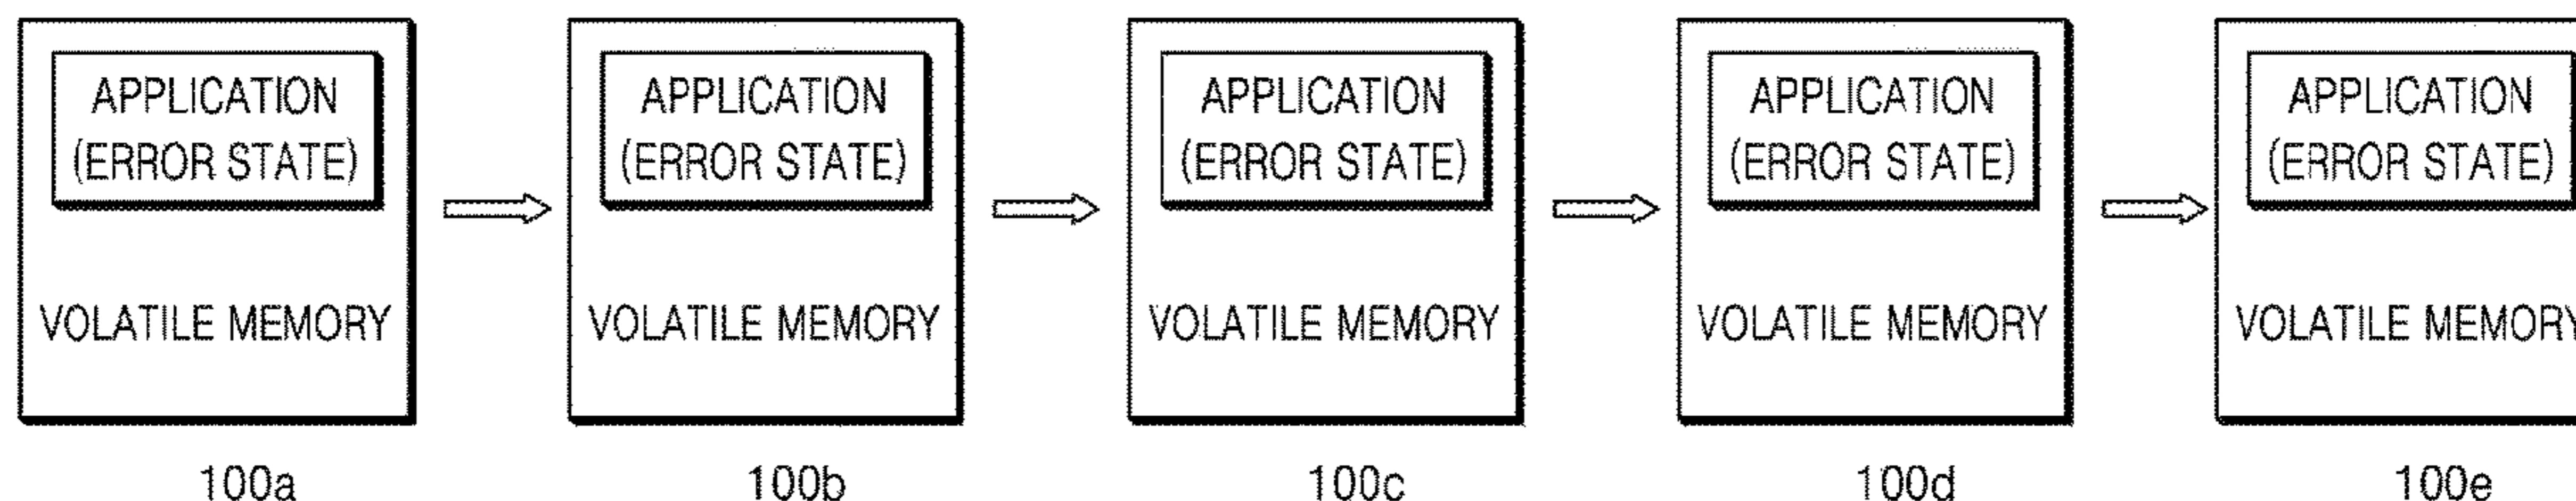 APPLICATION
(ERROR STATE)
VOLATILE MEMORY
100a
APPLICATION
(ERROR STATE)
VOLATILE MEMORY
100b
APPLICATION
(ERROR STATE)
VOLATILE MEMORY
100c
APPLICATION
(ERROR STATE)
VOLATILE MEMORY
100d
APPLICATION
(ERROR STATE)
VOLATILE MEMORY
100e